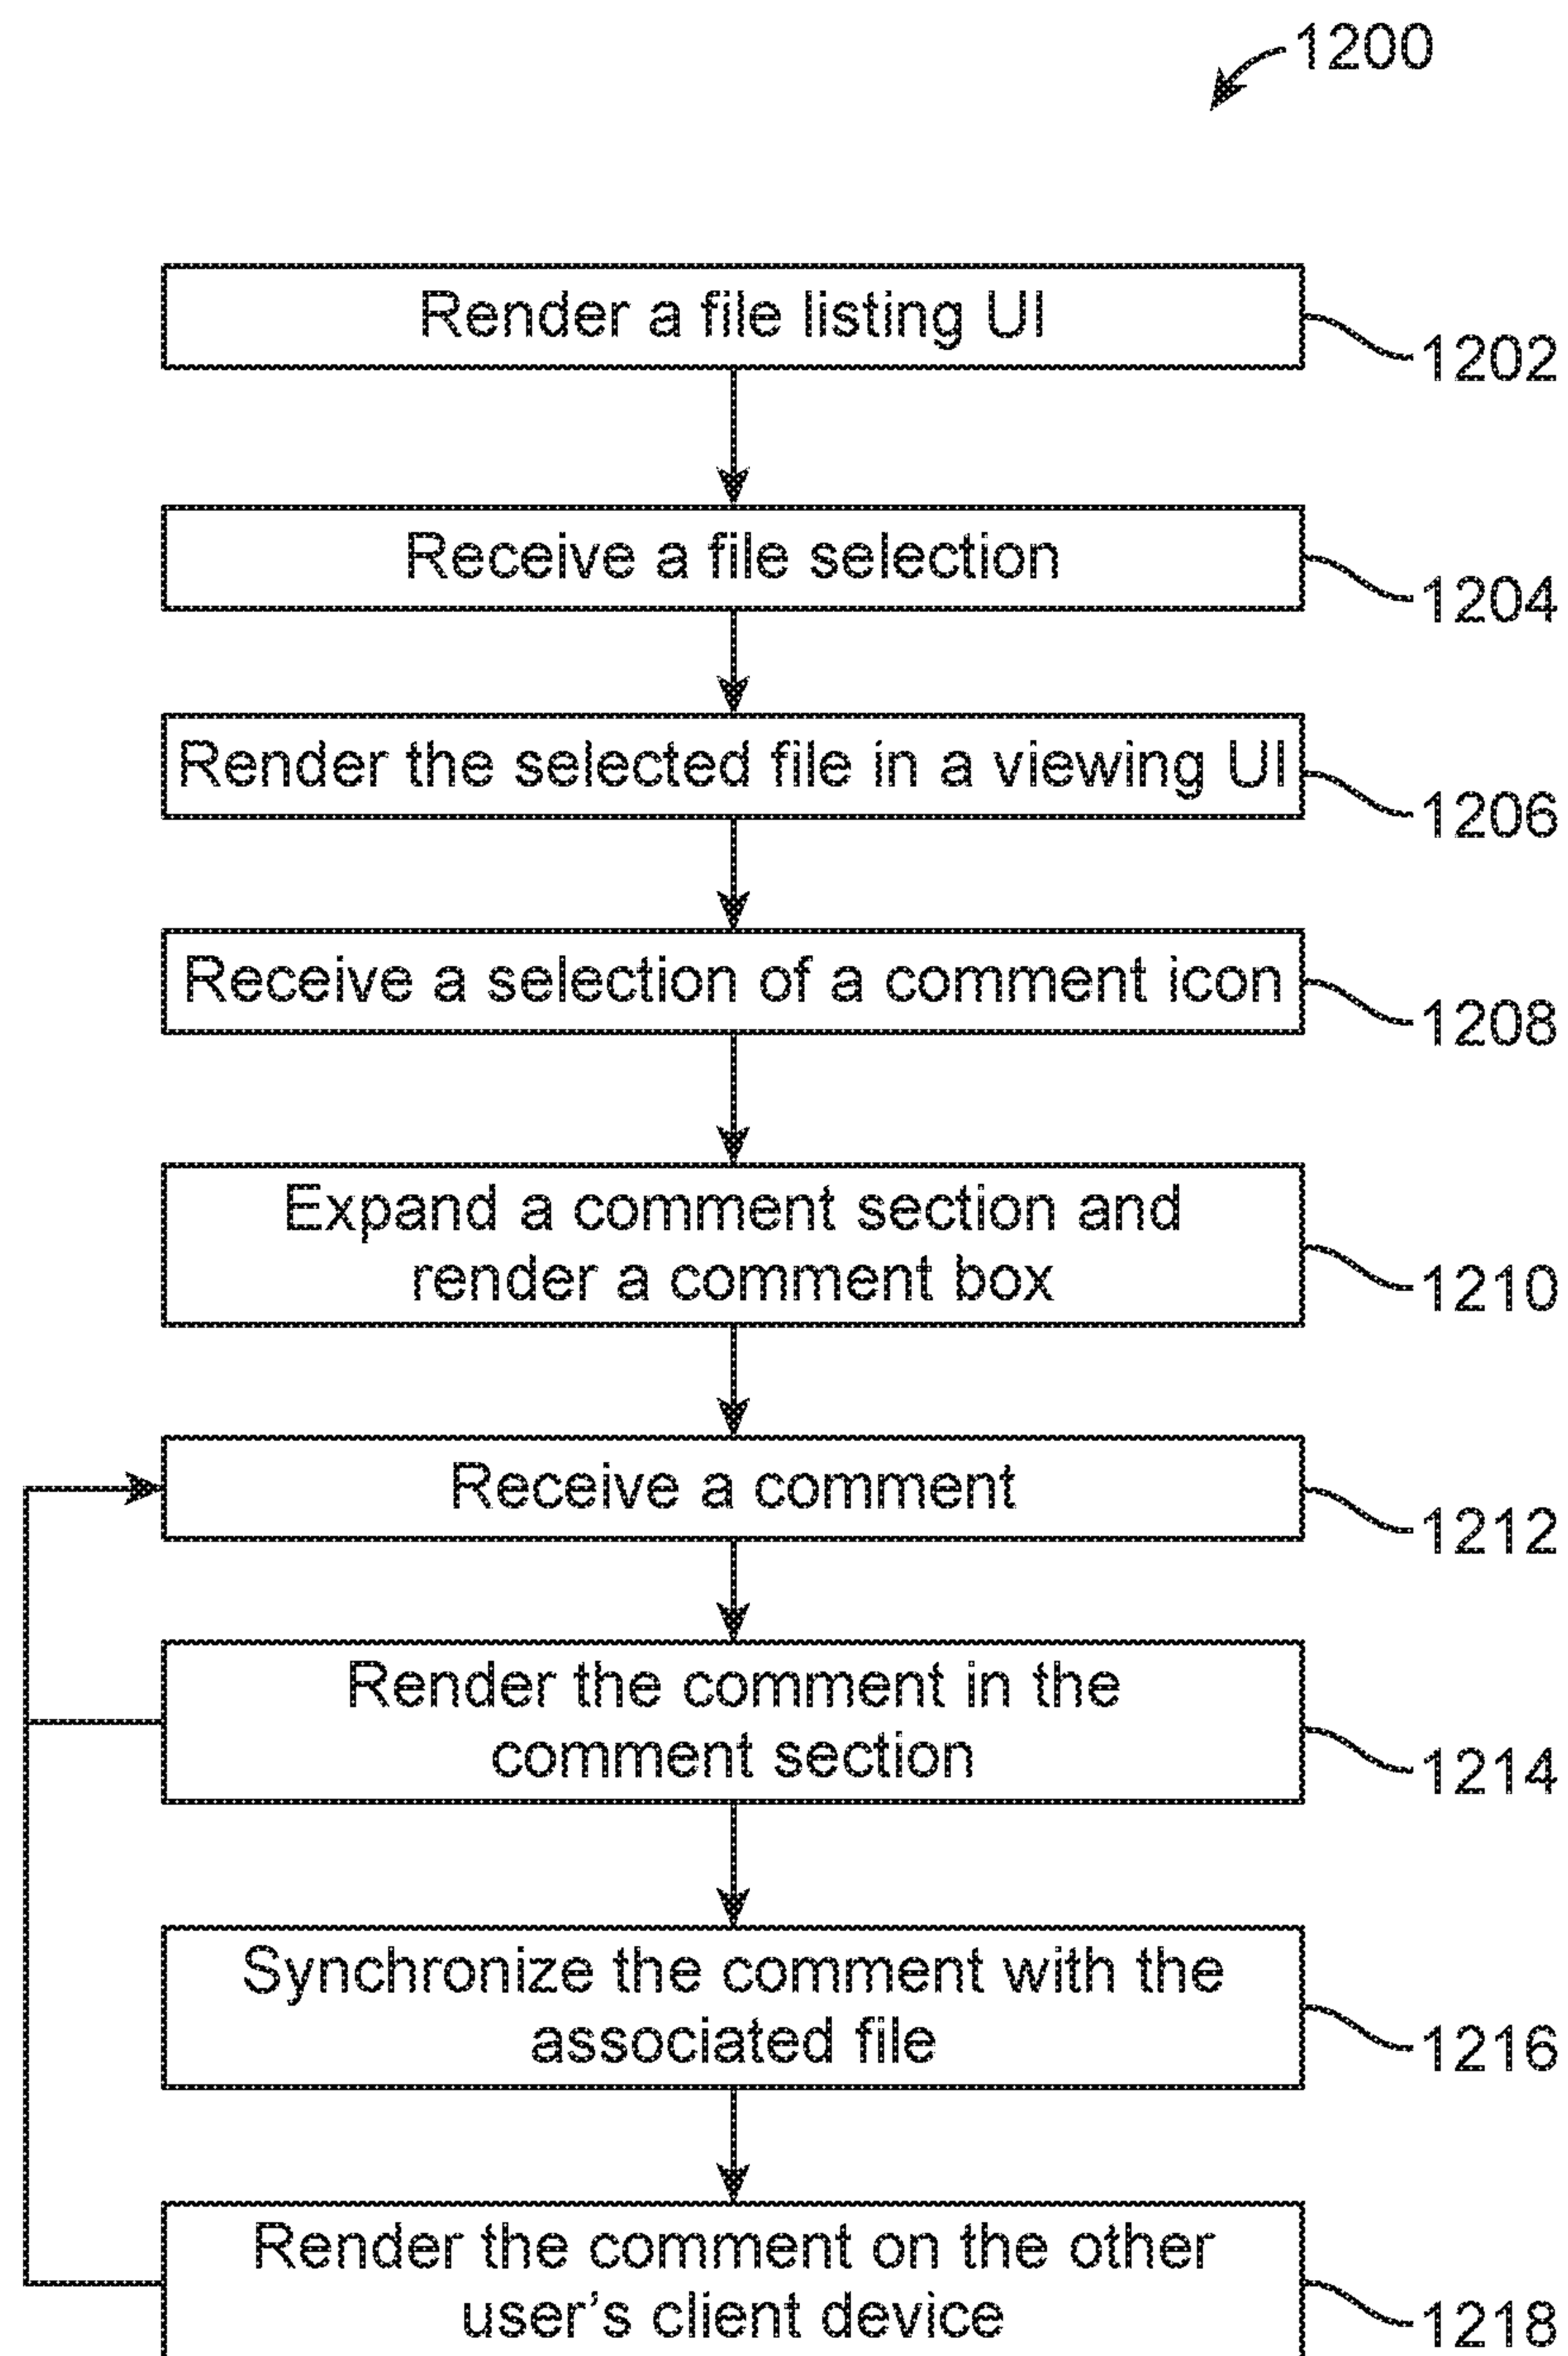 1200
Render a file listing UI
1202
Receive a file selection
1204
Render the selected file in a viewing UI
1206
Receive a selection of a comment icon
1208
Expand a comment section and
render a comment box
1210
Receive a comment
1212
Render the comment in the
comment section
1214
Synchronize the comment with the
associated file
1216
Render the comment on the other
user's client device
1218